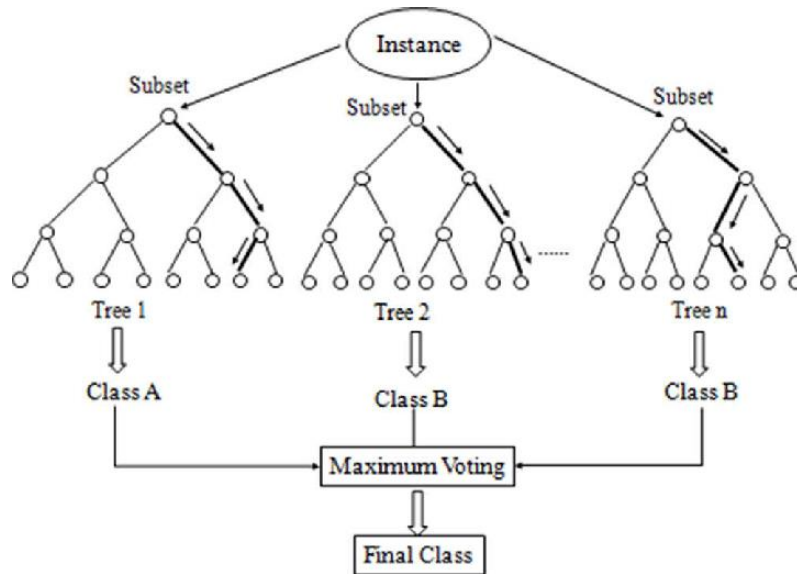 Instance
Subset
Subset
Subset
......
Tree 1
Tree 2
Tree n
Class A
Class B
Class B
Maximum Voting
Final Class